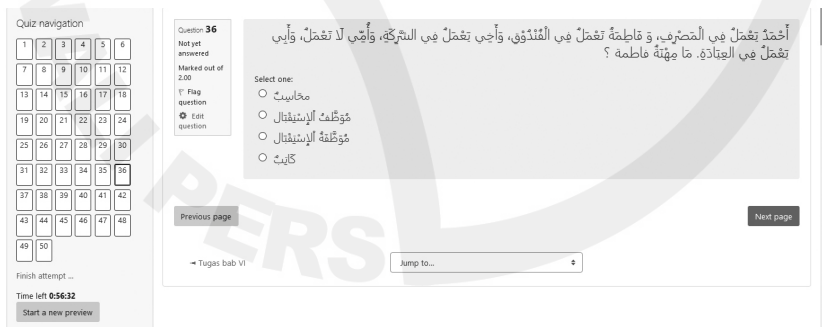 Quiz navigation
1 2 3 4 5 6
7 8 9 10 11 12
13 14 15 16 17 18
19 20 21 22 23 24
25 26 27 28 29 30
31 32 33 34 35 36
37 38 39 40 41 42
43 44 45 46 47 48
49 50
Finish attempt ...
Time left 0:56:32
Start a new preview
Question 36
Not yet
answered
Marked out of
2.00
Flag
question
Edit
question
أَحْمَدُ يَعْمَلُ فِي الْمَصْرِفِ، وَ فَاطِمَةُ تَعْمَلُ فِي الْفُنْدُوْقِ، وَأَخِي يَعْمَلُ فِي الشَّرِكَةِ، وَأُمِّي لَا تَعْمَلُ، وَأَبِي
يَعْمَلُ فِي العِيَادَةِ. مَا مِهْنَةُ فاطمة ؟
Select one:
محَاسِبٌ
مُوَظَّفُ ٱلإِسْتِقْبَال
مُوَظَّفَةُ ٱلإِسْتِقْبَال
كَاتِبٌ
Previous page
Next page
◄ Tugas bab VI
Jump to...
PERS